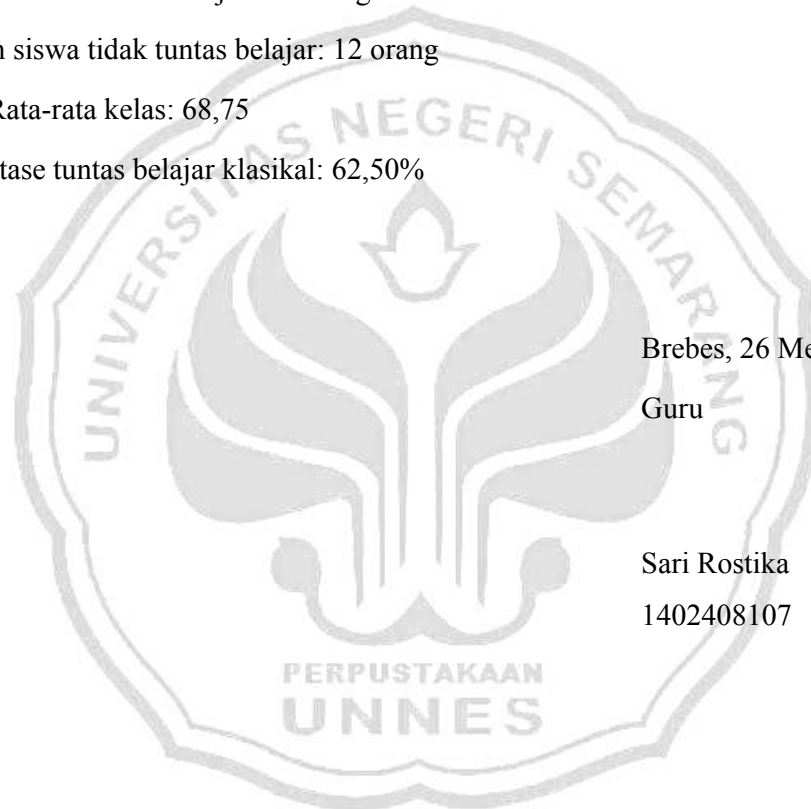 siswa tidak tuntas belajar: 12 orang
Rata-rata kelas: 68,75
tase tuntas belajar klasikal: 62,50%
UNIVERSITAS NEGERI SEMARANG
Brebes, 26 Me
Guru
Sari Rostika
1402408107
PERPUSTAKAAN
UNNES